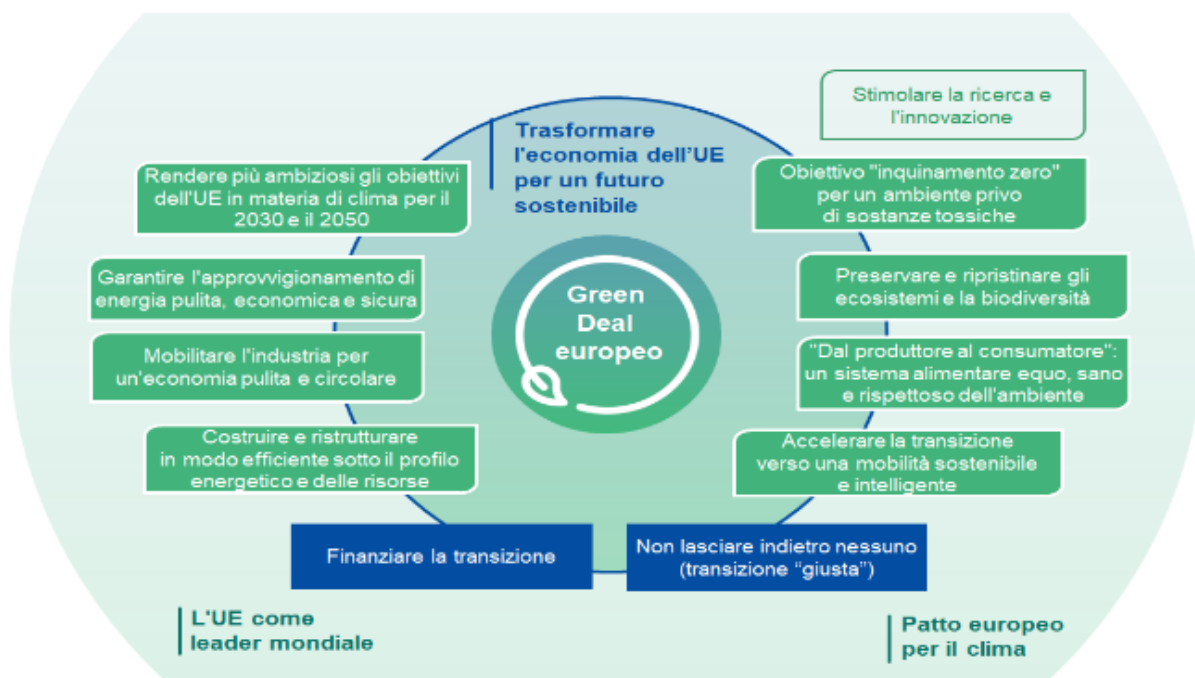 Stimolare la ricerca e
l'innovazione
Trasformare
l'economia dell'UE
per un futuro
sostenibile
Rendere più ambiziosi gli obiettivi
dell'UE in materia di clima per il
2030 e il 2050
Obiettivo "inquinamento zero"
per un ambiente privo
di sostanze tossiche
Garantire l'approvvigionamento di
energia pulita, economica e sicura
Preservare e ripristinare gli
ecosistemi e la biodiversità
Green
Deal
europeo
Mobilitare l'industria per
un'economia pulita e circolare
"Dal produttore al consumatore":
un sistema alimentare equo, sano
e rispettoso dell'ambiente
Costruire e ristrutturare
in modo efficiente sotto il profilo
energetico e delle risorse
Accelerare la transizione
verso una mobilità sostenibile
e intelligente
Finanziare la transizione
Non lasciare indietro nessuno
(transizione “giusta”)
L'UE come
leader mondiale
Patto europeo
per il clima